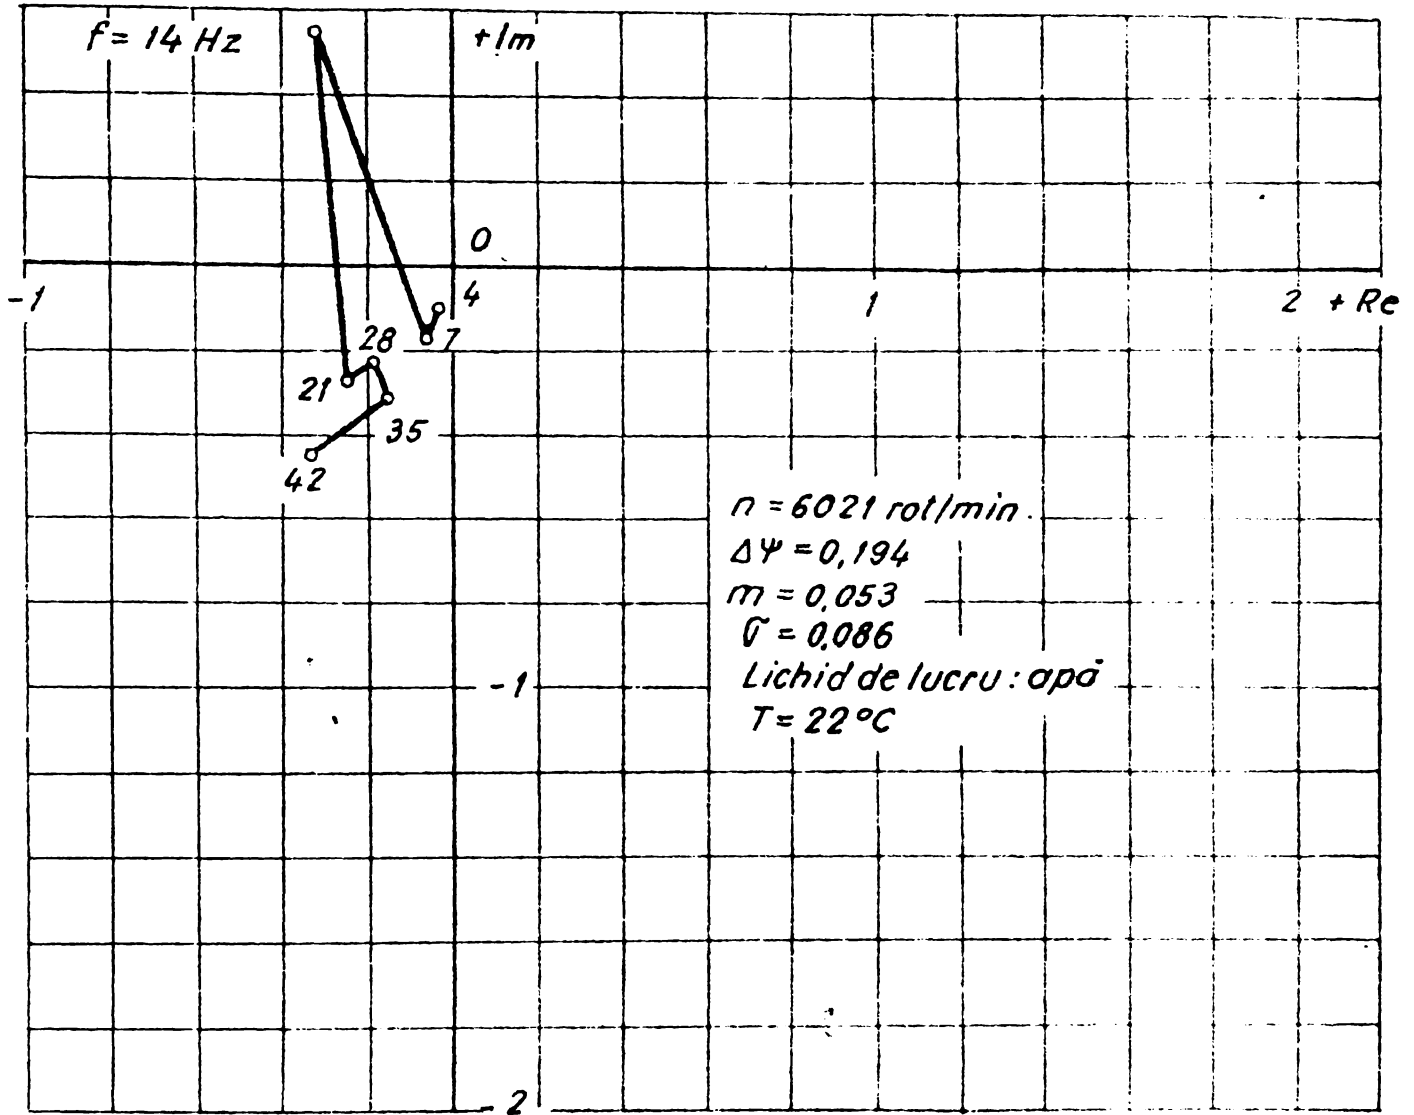 f = 14 Hz
+Im
0
-1
4
1
2 + Re
28
7
21
35
42
n = 6021 rot/min.
ΔΨ = 0,194
m = 0,053
σ = 0,086
-1
Lichid de lucru : apă
T = 22 °C
- 2